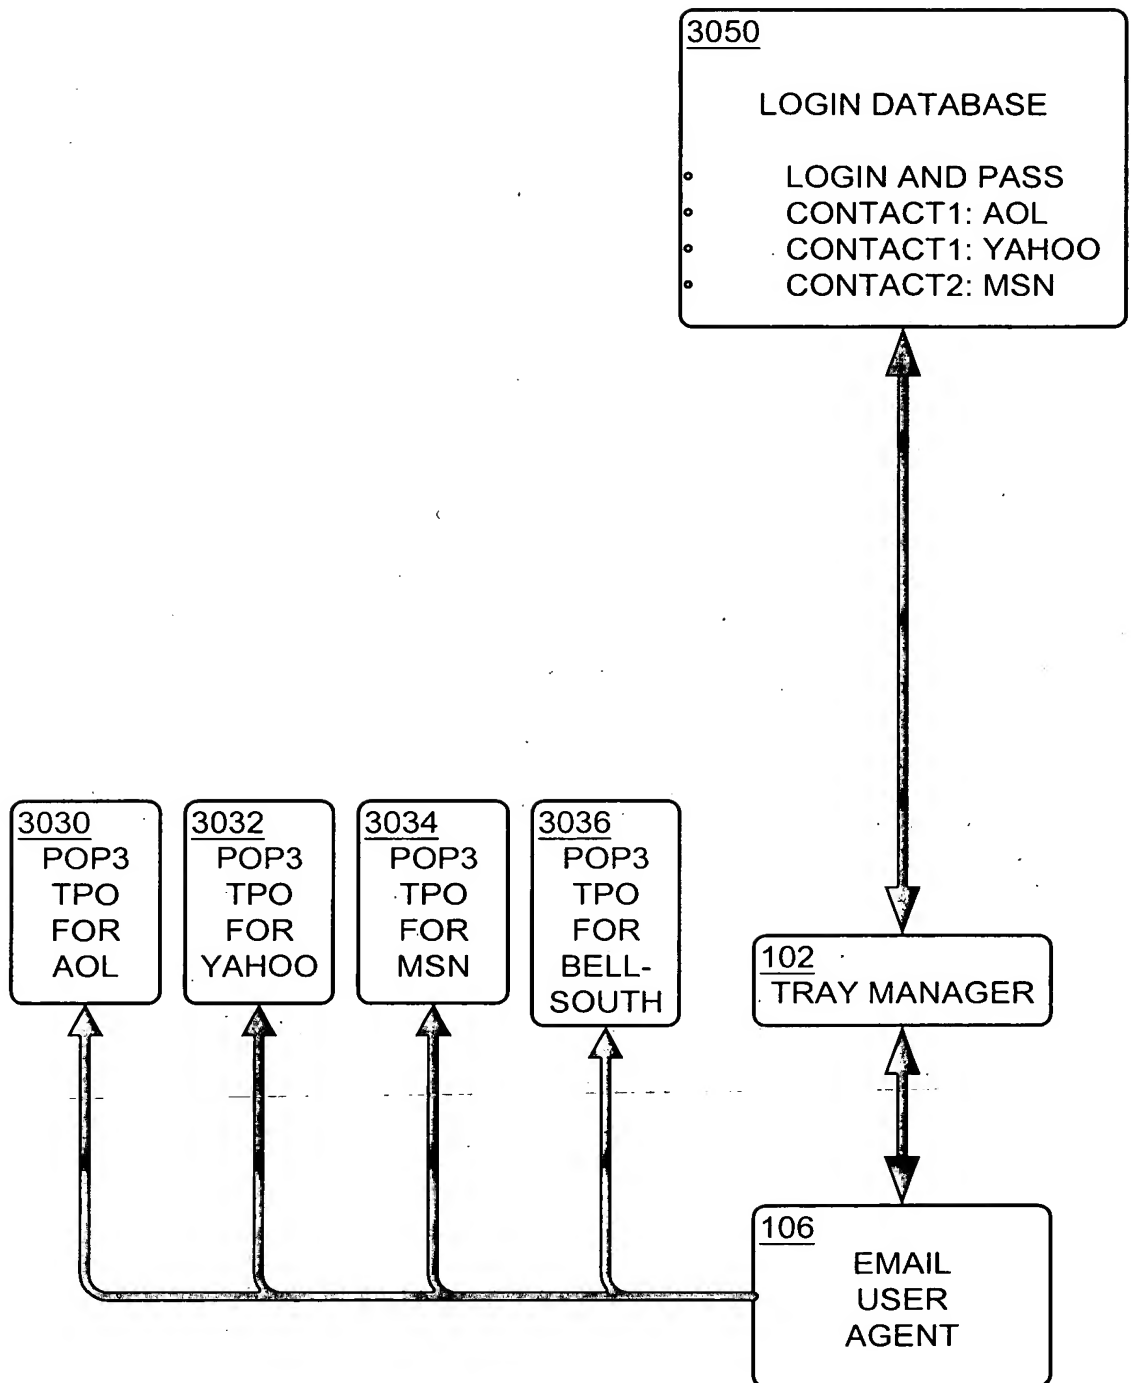 3050
LOGIN DATABASE
LOGIN AND PASS
CONTACT1: AOL
CONTACT1: YAHOO
CONTACT2: MSN
3030
POP3
TPO
FOR
AOL
3032
POP3
TPO
FOR
YAHOO
3034
POP3
TPO
FOR
MSN
3036
POP3
TPO
FOR
BELL-
SOUTH
102
TRAY MANAGER
106
EMAIL
USER
AGENT